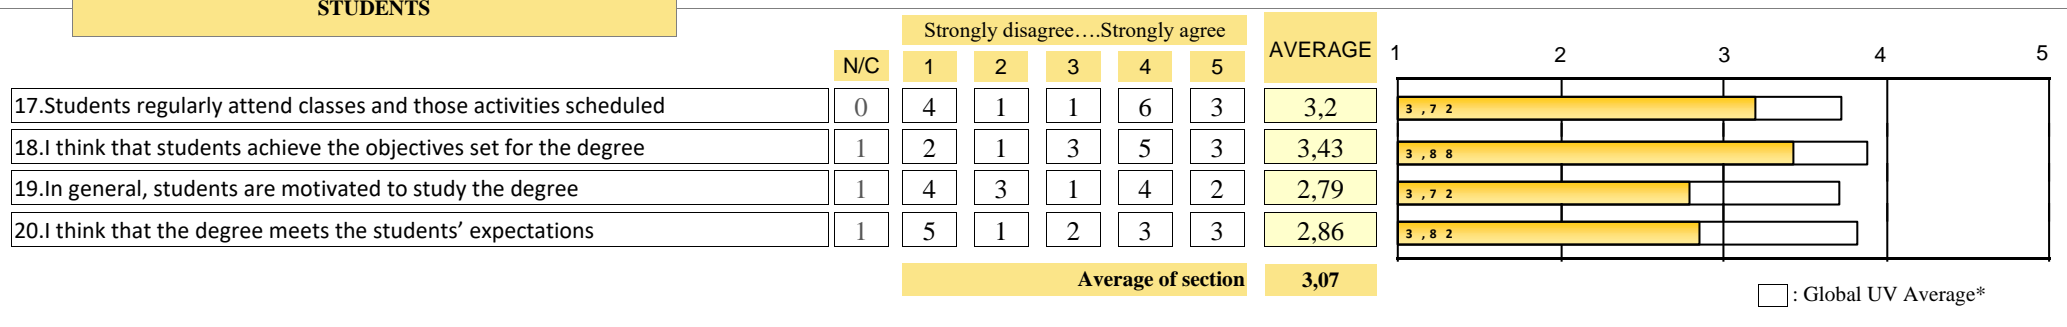 STUDENTS
Strongly disagree….Strongly agree
AVERAGE
N/C 1 2 3 4 5
1 2 3 4 5
17.Students regularly attend classes and those activities scheduled 0 4 1 1 6 3 3,2 3,72
18.I think that students achieve the objectives set for the degree 1 2 1 3 5 3 3,43 3,88
19.In general, students are motivated to study the degree 1 4 3 1 4 2 2,79 3,72
20.I think that the degree meets the students’ expectations 1 5 1 2 3 3 2,86 3,82
Average of section 3,07
: Global UV Average*